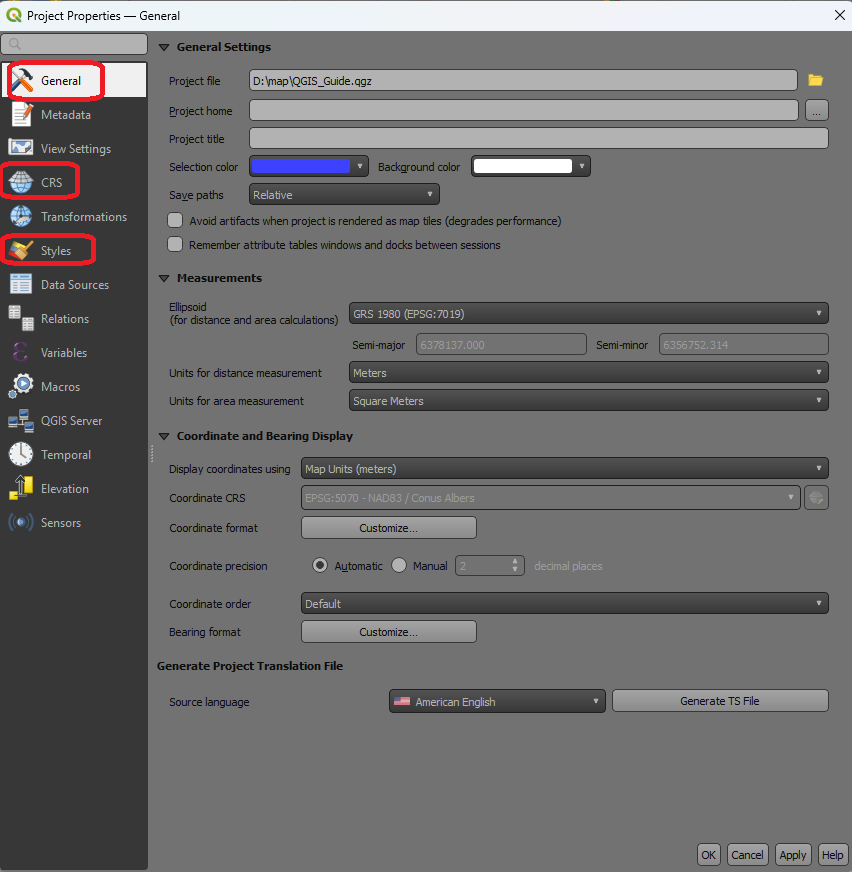 Project Properties — General
General
Metadata
View Settings
CRS
Transformations
Styles
Data Sources
Relations
Variables
Macros
QGIS Server
Temporal
Elevation
Sensors
General Settings
Project file D:\map\QGIS_Guide.qgz
Project home ...
Project title
Selection color Background color
Save paths Relative
Avoid artifacts when project is rendered as map tiles (degrades performance)
Remember attribute tables windows and docks between sessions
Measurements
Ellipsoid
(for distance and area calculations) GRS 1980 (EPSG:7019)
Semi-major 6378137.000 Semi-minor 6356752.314
Units for distance measurement Meters
Units for area measurement Square Meters
Coordinate and Bearing Display
Display coordinates using Map Units (meters)
Coordinate CRS EPSG:5070 - NAD83 / Conus Albers
Coordinate format Customize...
Coordinate precision Automatic Manual 2 decimal places
Coordinate order Default
Bearing format Customize...
Generate Project Translation File
Source language American English Generate TS File
OK Cancel Apply Help